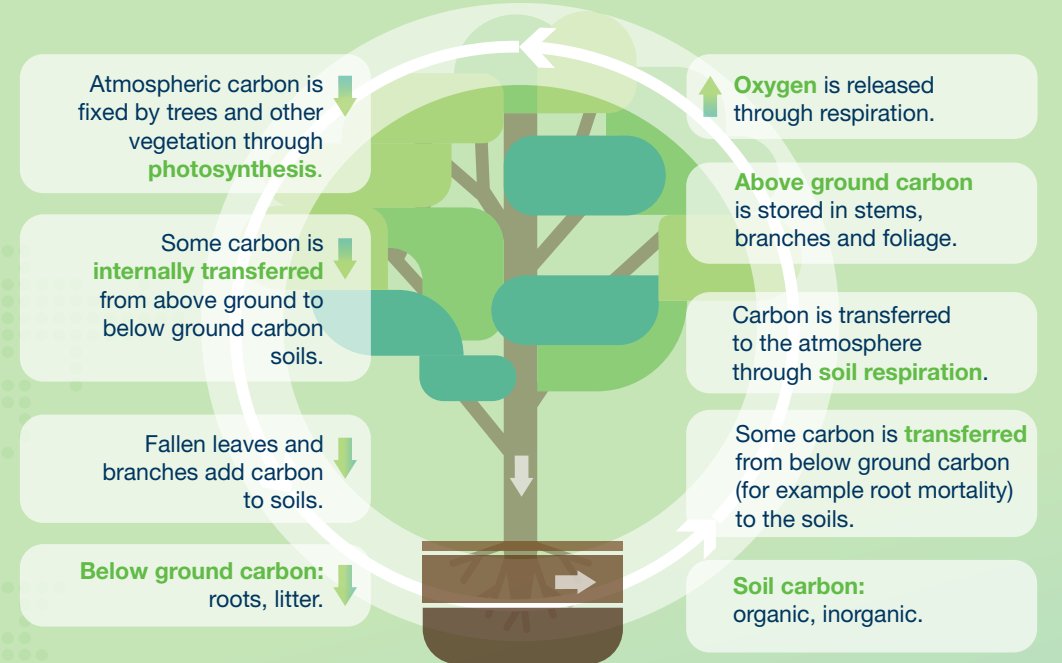 Atmospheric carbon is
fixed by trees and other
vegetation through
photosynthesis.
Some carbon is
internally transferred
from above ground to
below ground carbon
soils.
Fallen leaves and
branches add carbon
to soils.
Below ground carbon:
roots, litter.
Oxygen is released
through respiration.
Above ground carbon
is stored in stems,
branches and foliage.
Carbon is transferred
to the atmosphere
through soil respiration.
Some carbon is transferred
from below ground carbon
(for example root mortality)
to the soils.
Soil carbon:
organic, inorganic.